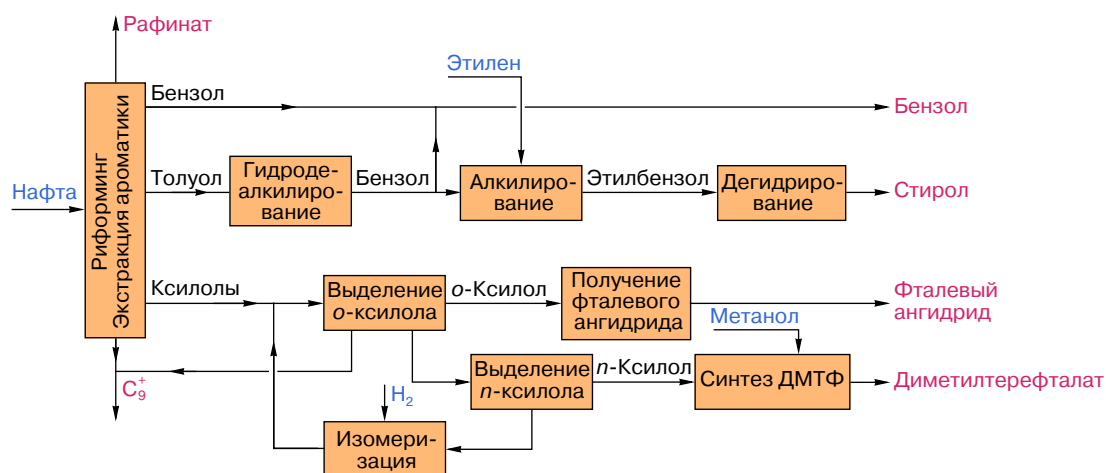 Рафинат
Этилен
Бензол
Бензол
Риформинг
Экстракция ароматики
Нафта
Толуол
Гидроде-
алкилиро-
вание
Бензол
Алкилиро-
вание
Этилбензол
Дегидриро-
вание
Стирол
Ксилолы
Выделение
о-ксилола
о-Ксилол
Получение
фталевого
ангидрида
Фталевый
ангидрид
Метанол
C₉⁺
H₂
Выделение
п-ксилола
п-Ксилол
Синтез ДМТФ
Диметилтерефталат
Изомери-
зация